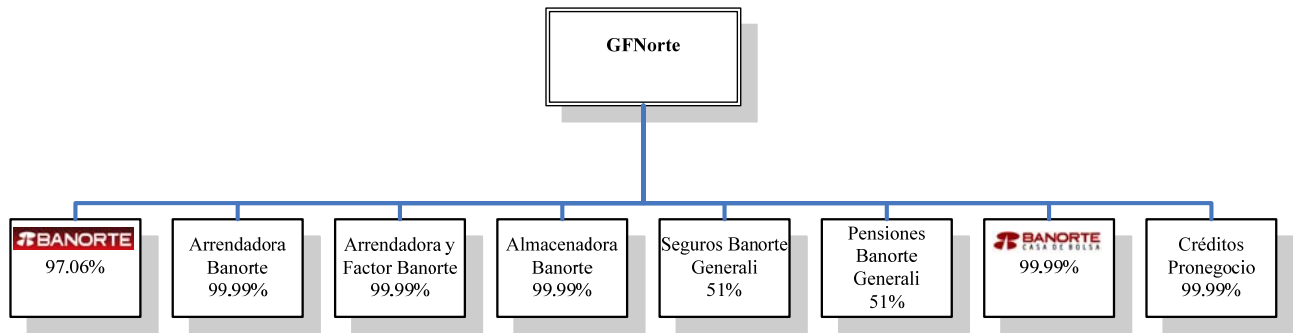 GFNorte
BANORTE
97.06%
Arrendadora
Banorte
99.99%
Arrendadora y
Factor Banorte
99.99%
Almacenadora
Banorte
99.99%
Seguros Banorte
Generali
51%
Pensiones
Banorte
Generali
51%
BANORTE
CASA DE BOLSA
99.99%
Créditos
Pronegocio
99.99%